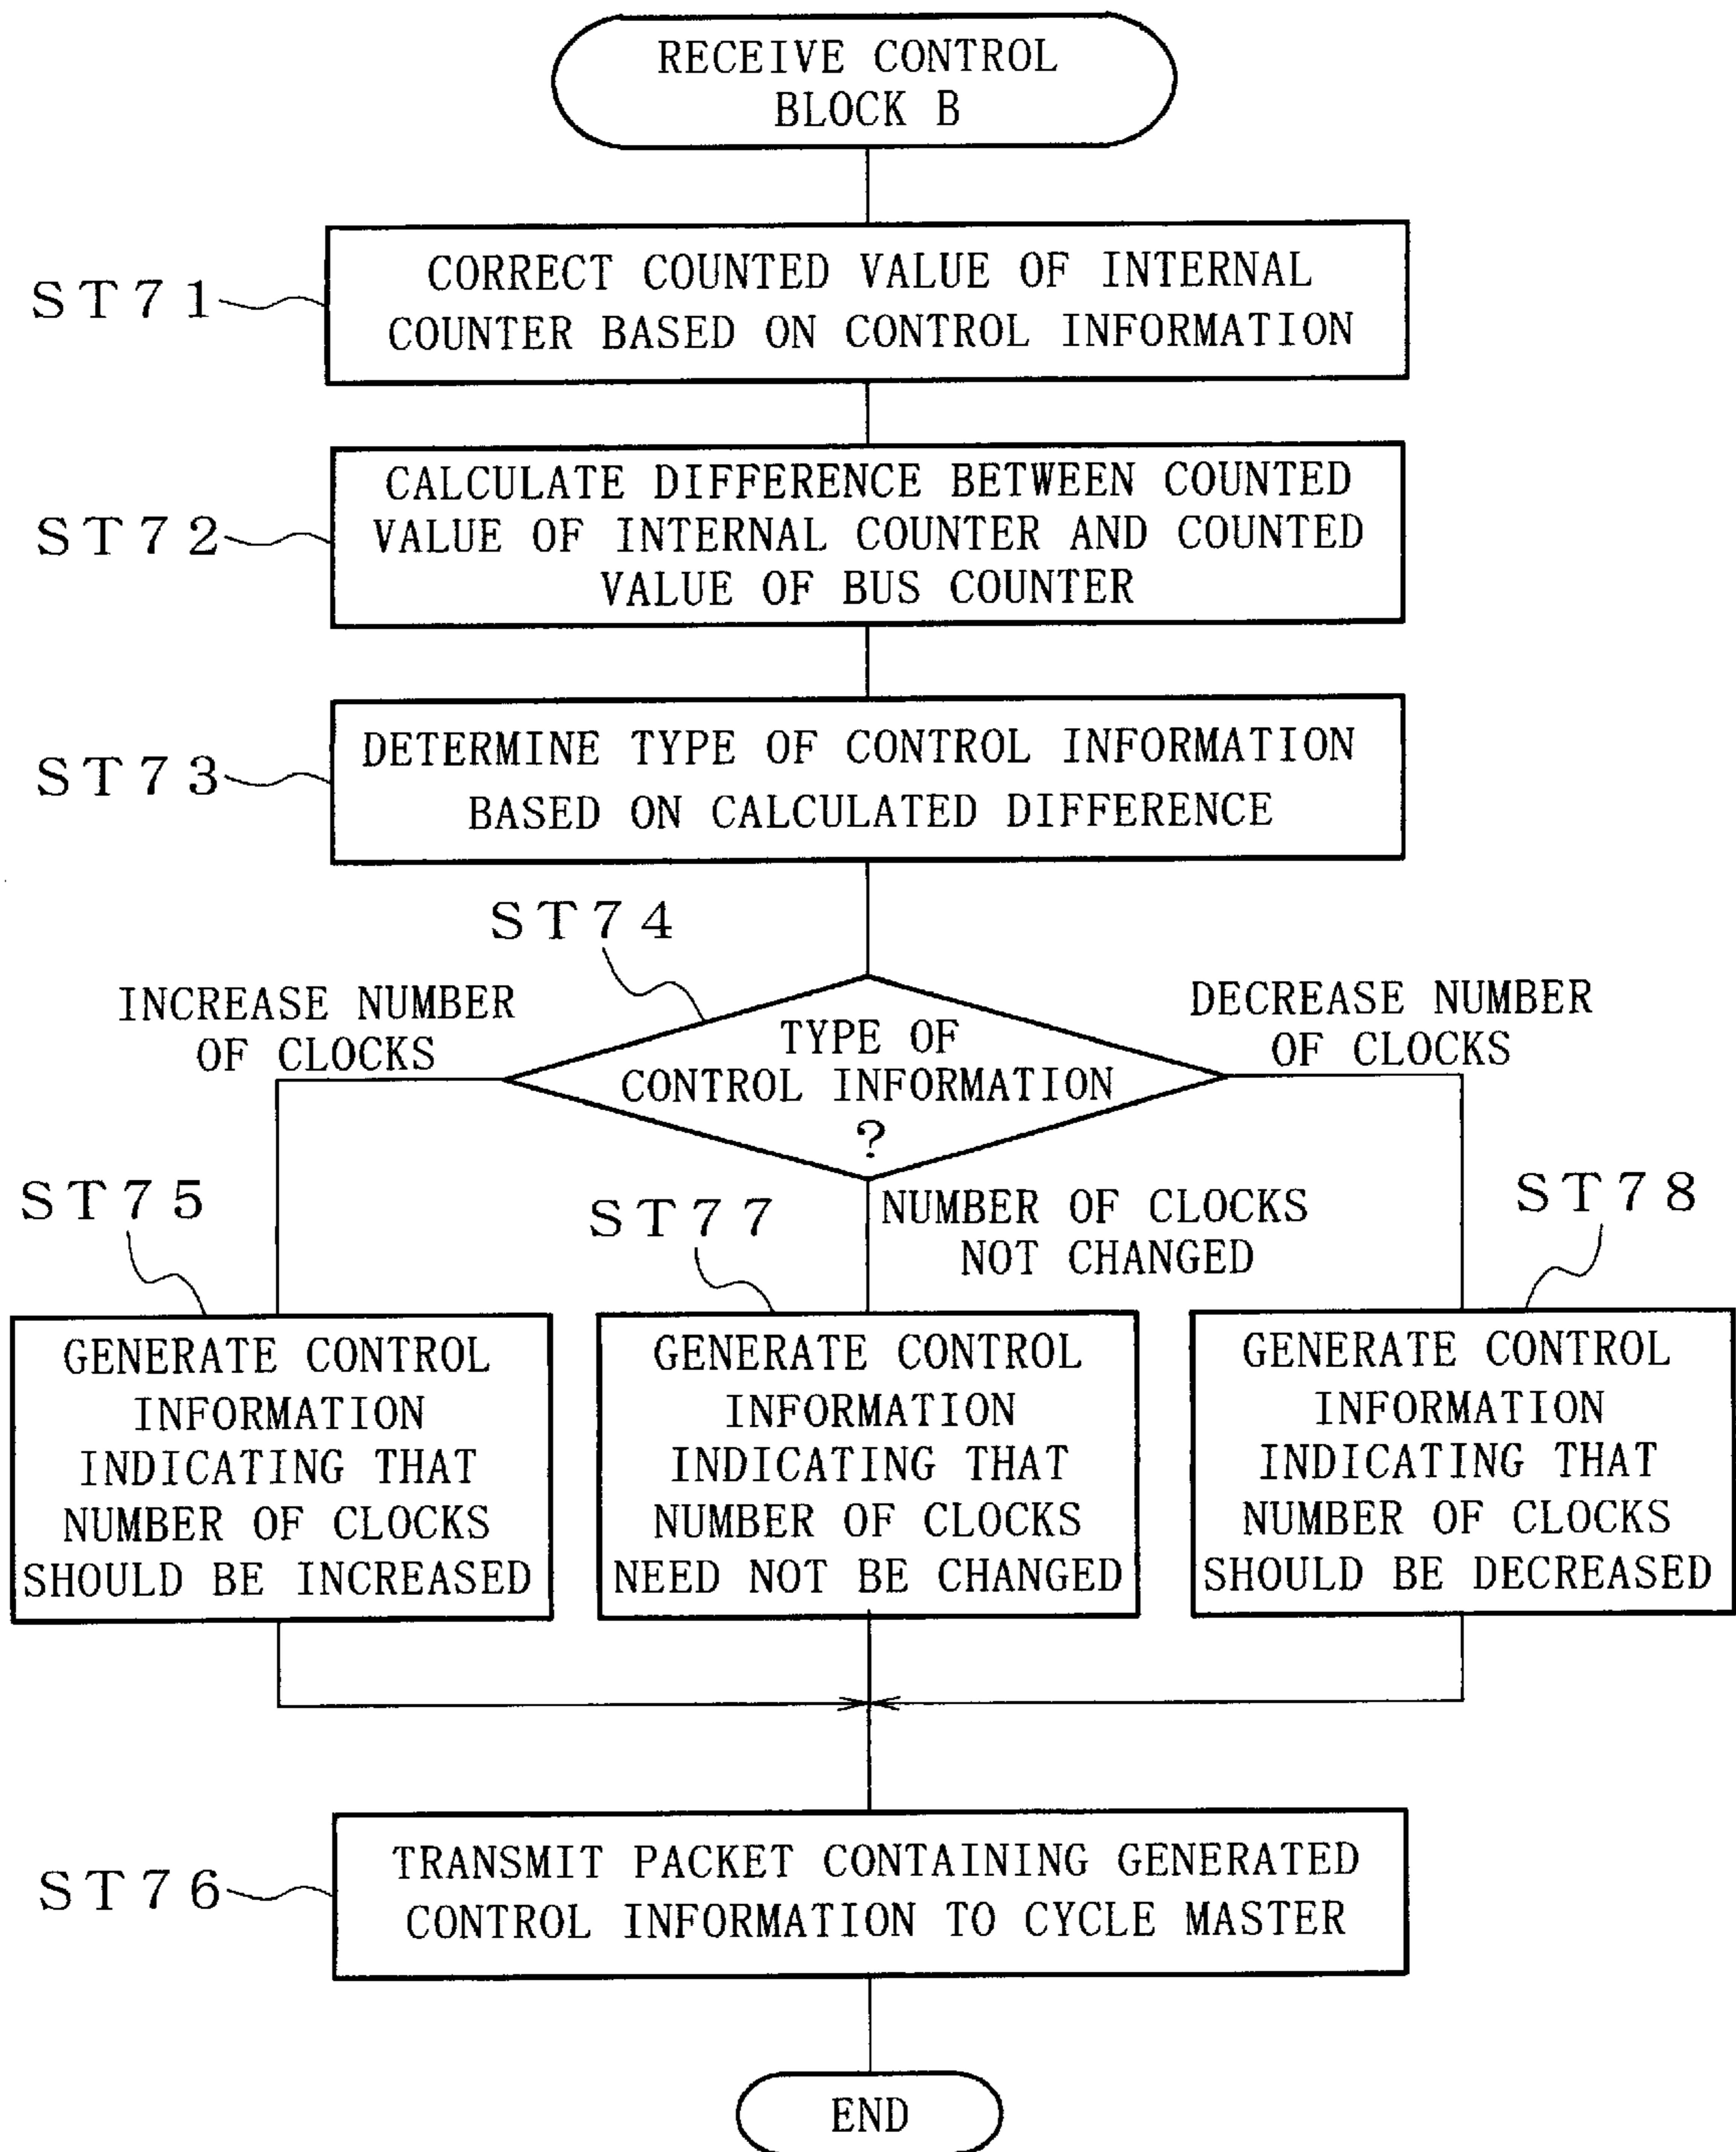 RECEIVE CONTROL
BLOCK B
ST71
CORRECT COUNTED VALUE OF INTERNAL
COUNTER BASED ON CONTROL INFORMATION
ST72
CALCULATE DIFFERENCE BETWEEN COUNTED
VALUE OF INTERNAL COUNTER AND COUNTED
VALUE OF BUS COUNTER
ST73
DETERMINE TYPE OF CONTROL INFORMATION
BASED ON CALCULATED DIFFERENCE
ST74
INCREASE NUMBER
OF CLOCKS
TYPE OF
CONTROL INFORMATION
?
DECREASE NUMBER
OF CLOCKS
NUMBER OF CLOCKS
NOT CHANGED
ST75
GENERATE CONTROL
INFORMATION
INDICATING THAT
NUMBER OF CLOCKS
SHOULD BE INCREASED
ST77
GENERATE CONTROL
INFORMATION
INDICATING THAT
NUMBER OF CLOCKS
NEED NOT BE CHANGED
ST78
GENERATE CONTROL
INFORMATION
INDICATING THAT
NUMBER OF CLOCKS
SHOULD BE DECREASED
ST76
TRANSMIT PACKET CONTAINING GENERATED
CONTROL INFORMATION TO CYCLE MASTER
END